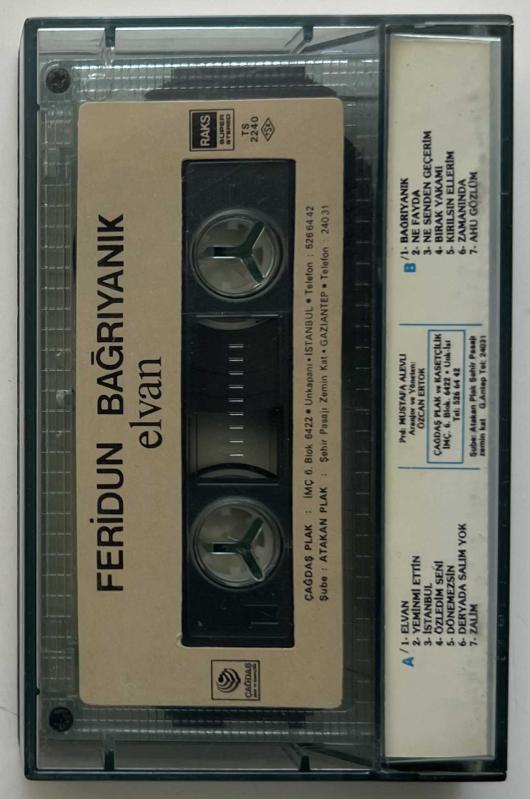 FERİDUN BAĞRIYANIK
elvan
RAKS
SUPER
STEREO
TS
2240
TSE
ÇAĞDAŞ
ÇAĞDAŞ PLAK : İMÇ 6. Blok 6422 • Unkapanı • İSTANBUL • Telefon : 526 64 42
Şube : ATAKAN PLAK : Şehir Pasajı Zemin Kat • GAZİANTEP • Telefon : 240 31
A/1- ELVAN
2- YEMİNMİ ETTİN
3- İSTANBUL
4- ÖZLEDİM SENİ
5- DÖNEMEZSİN
6- DERYADA SALIM YOK
7- ZALİM
Prd: MUSTAFA ALEVLİ
Aranjör ve Yöneten:
ÖZCAN ERTOK
ÇAĞDAŞ PLAK ve KASETÇİLİK
İMÇ. 6. Blok. 6422 • Unk-İst
Tel: 526 64 42
Şube: Atakan Plak Şehir Pasajı
zemin kat G.Antep Tel: 24031
B/1- BAĞRIYANIK
2- NE FAYDA
3- NE SENDEN GEÇERİM
4- BIRAK YAKAMI
5- KIRILSIN ELLERİM
6- ZAMANINDA
7- AHU GÖZLÜM